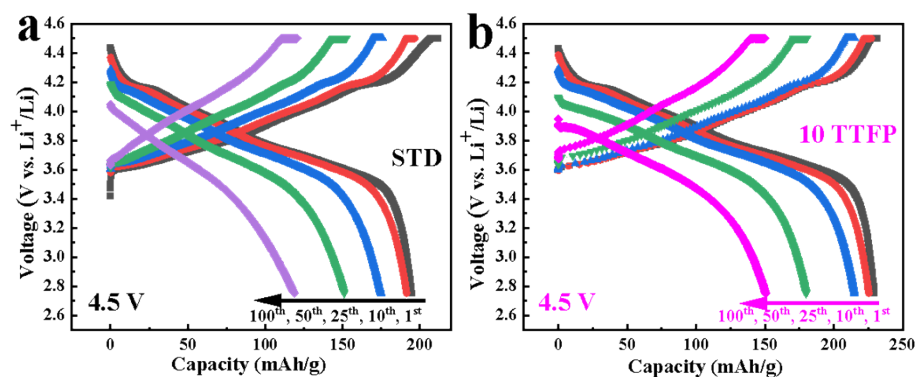 a
4.6
4.4
4.2
4.0
3.8
3.6
3.4
3.2
3.0
2.8
2.6
Voltage (V vs. Li⁺/Li)
STD
4.5 V
100ᵗʰ, 50ᵗʰ, 25ᵗʰ, 10ᵗʰ, 1ˢᵗ
0 50 100 150 200
Capacity (mAh/g)
b
4.6
4.4
4.2
4.0
3.8
3.6
3.4
3.2
3.0
2.8
2.6
Voltage (V vs. Li⁺/Li)
10 TTFP
4.5 V
100ᵗʰ, 50ᵗʰ, 25ᵗʰ, 10ᵗʰ, 1ˢᵗ
0 50 100 150 200 250
Capacity (mAh/g)